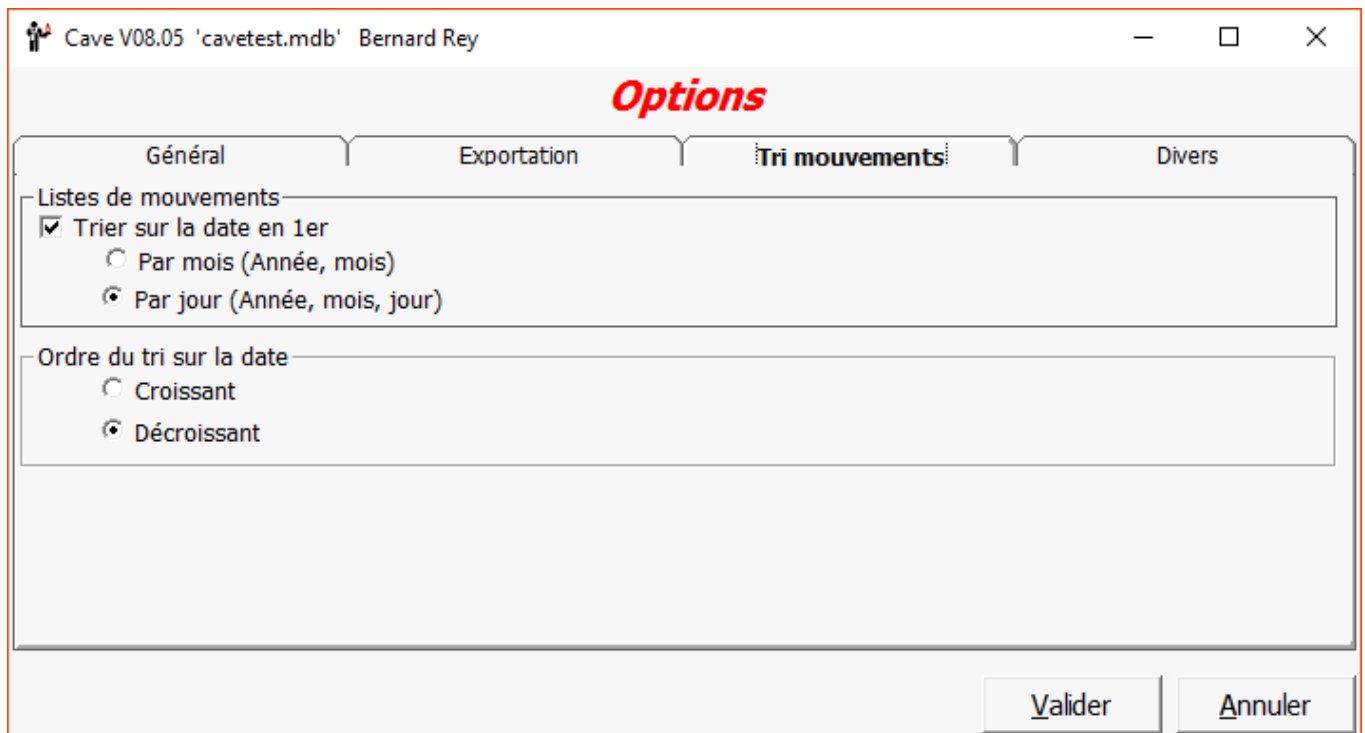 Cave V08.05 'cavetest.mdb' Bernard Rey
Options
Général Exportation Tri mouvements Divers
Listes de mouvements
Trier sur la date en 1er
Par mois (Année, mois)
Par jour (Année, mois, jour)
Ordre du tri sur la date
Croissant
Décroissant
Valider Annuler